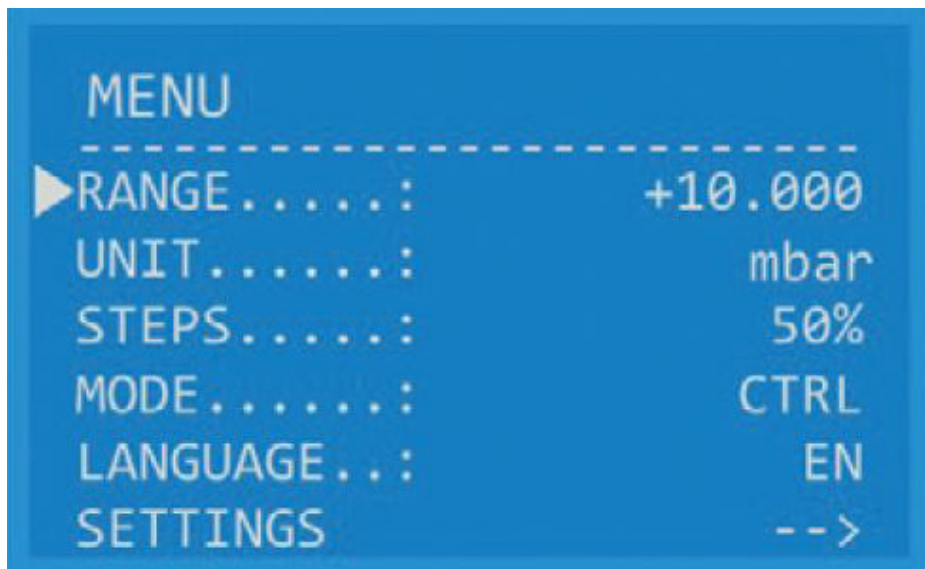 MENU
---------------------------
▶RANGE.....: +10.000
UNIT......: mbar
STEPS.....: 50%
MODE......: CTRL
LANGUAGE..: EN
SETTINGS -->